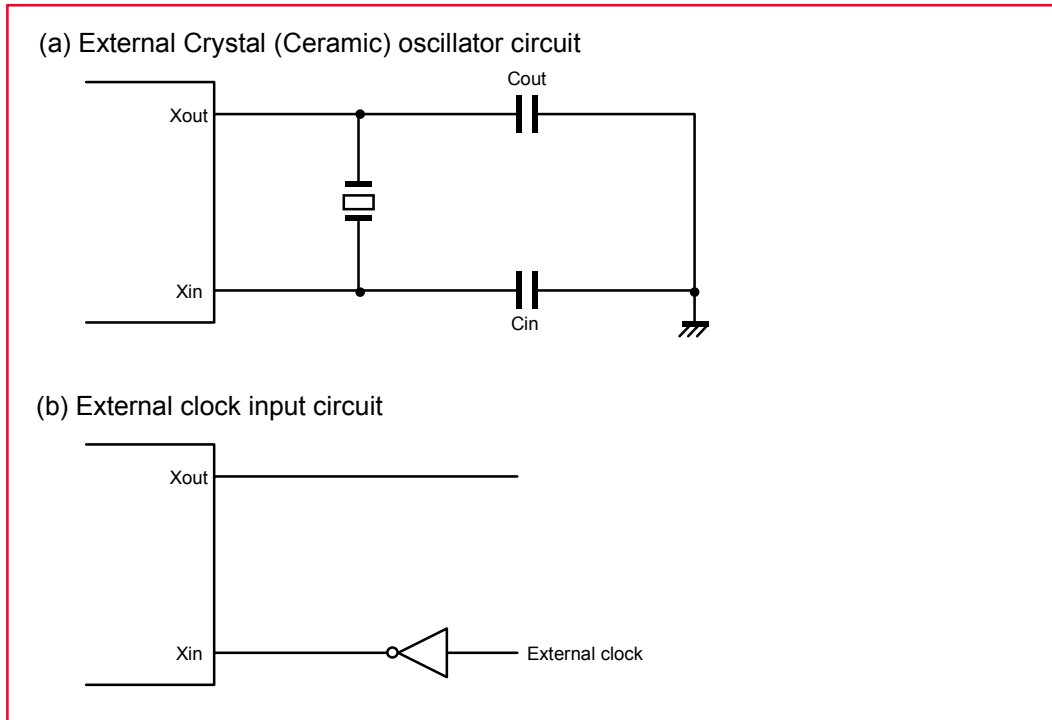 (a) External Crystal (Ceramic) oscillator circuit
Cout
Xout
Xin
Cin
(b) External clock input circuit
Xout
Xin
External clock